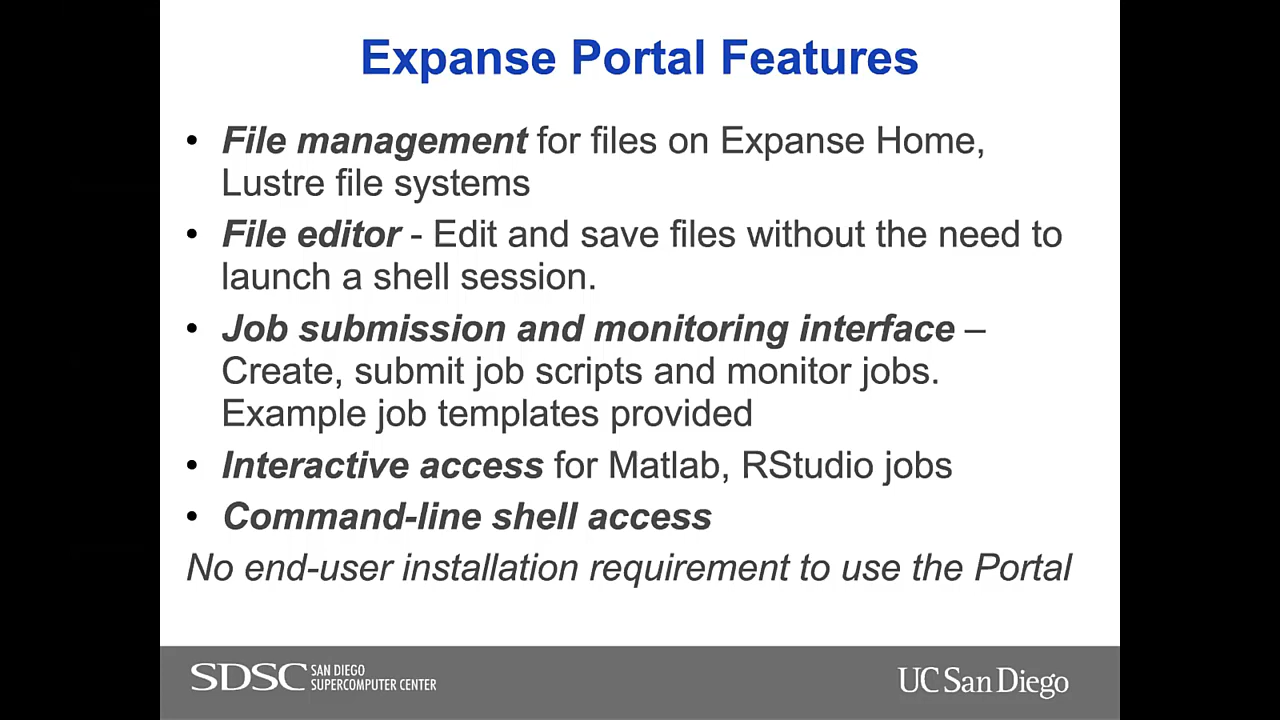 Expanse Portal Features
• File management for files on Expanse Home,
Lustre file systems
• File editor - Edit and save files without the need to
launch a shell session.
• Job submission and monitoring interface –
Create, submit job scripts and monitor jobs.
Example job templates provided
• Interactive access for Matlab, RStudio jobs
• Command-line shell access
No end-user installation requirement to use the Portal
SDSC SAN DIEGO
SUPERCOMPUTER CENTER
UC San Diego